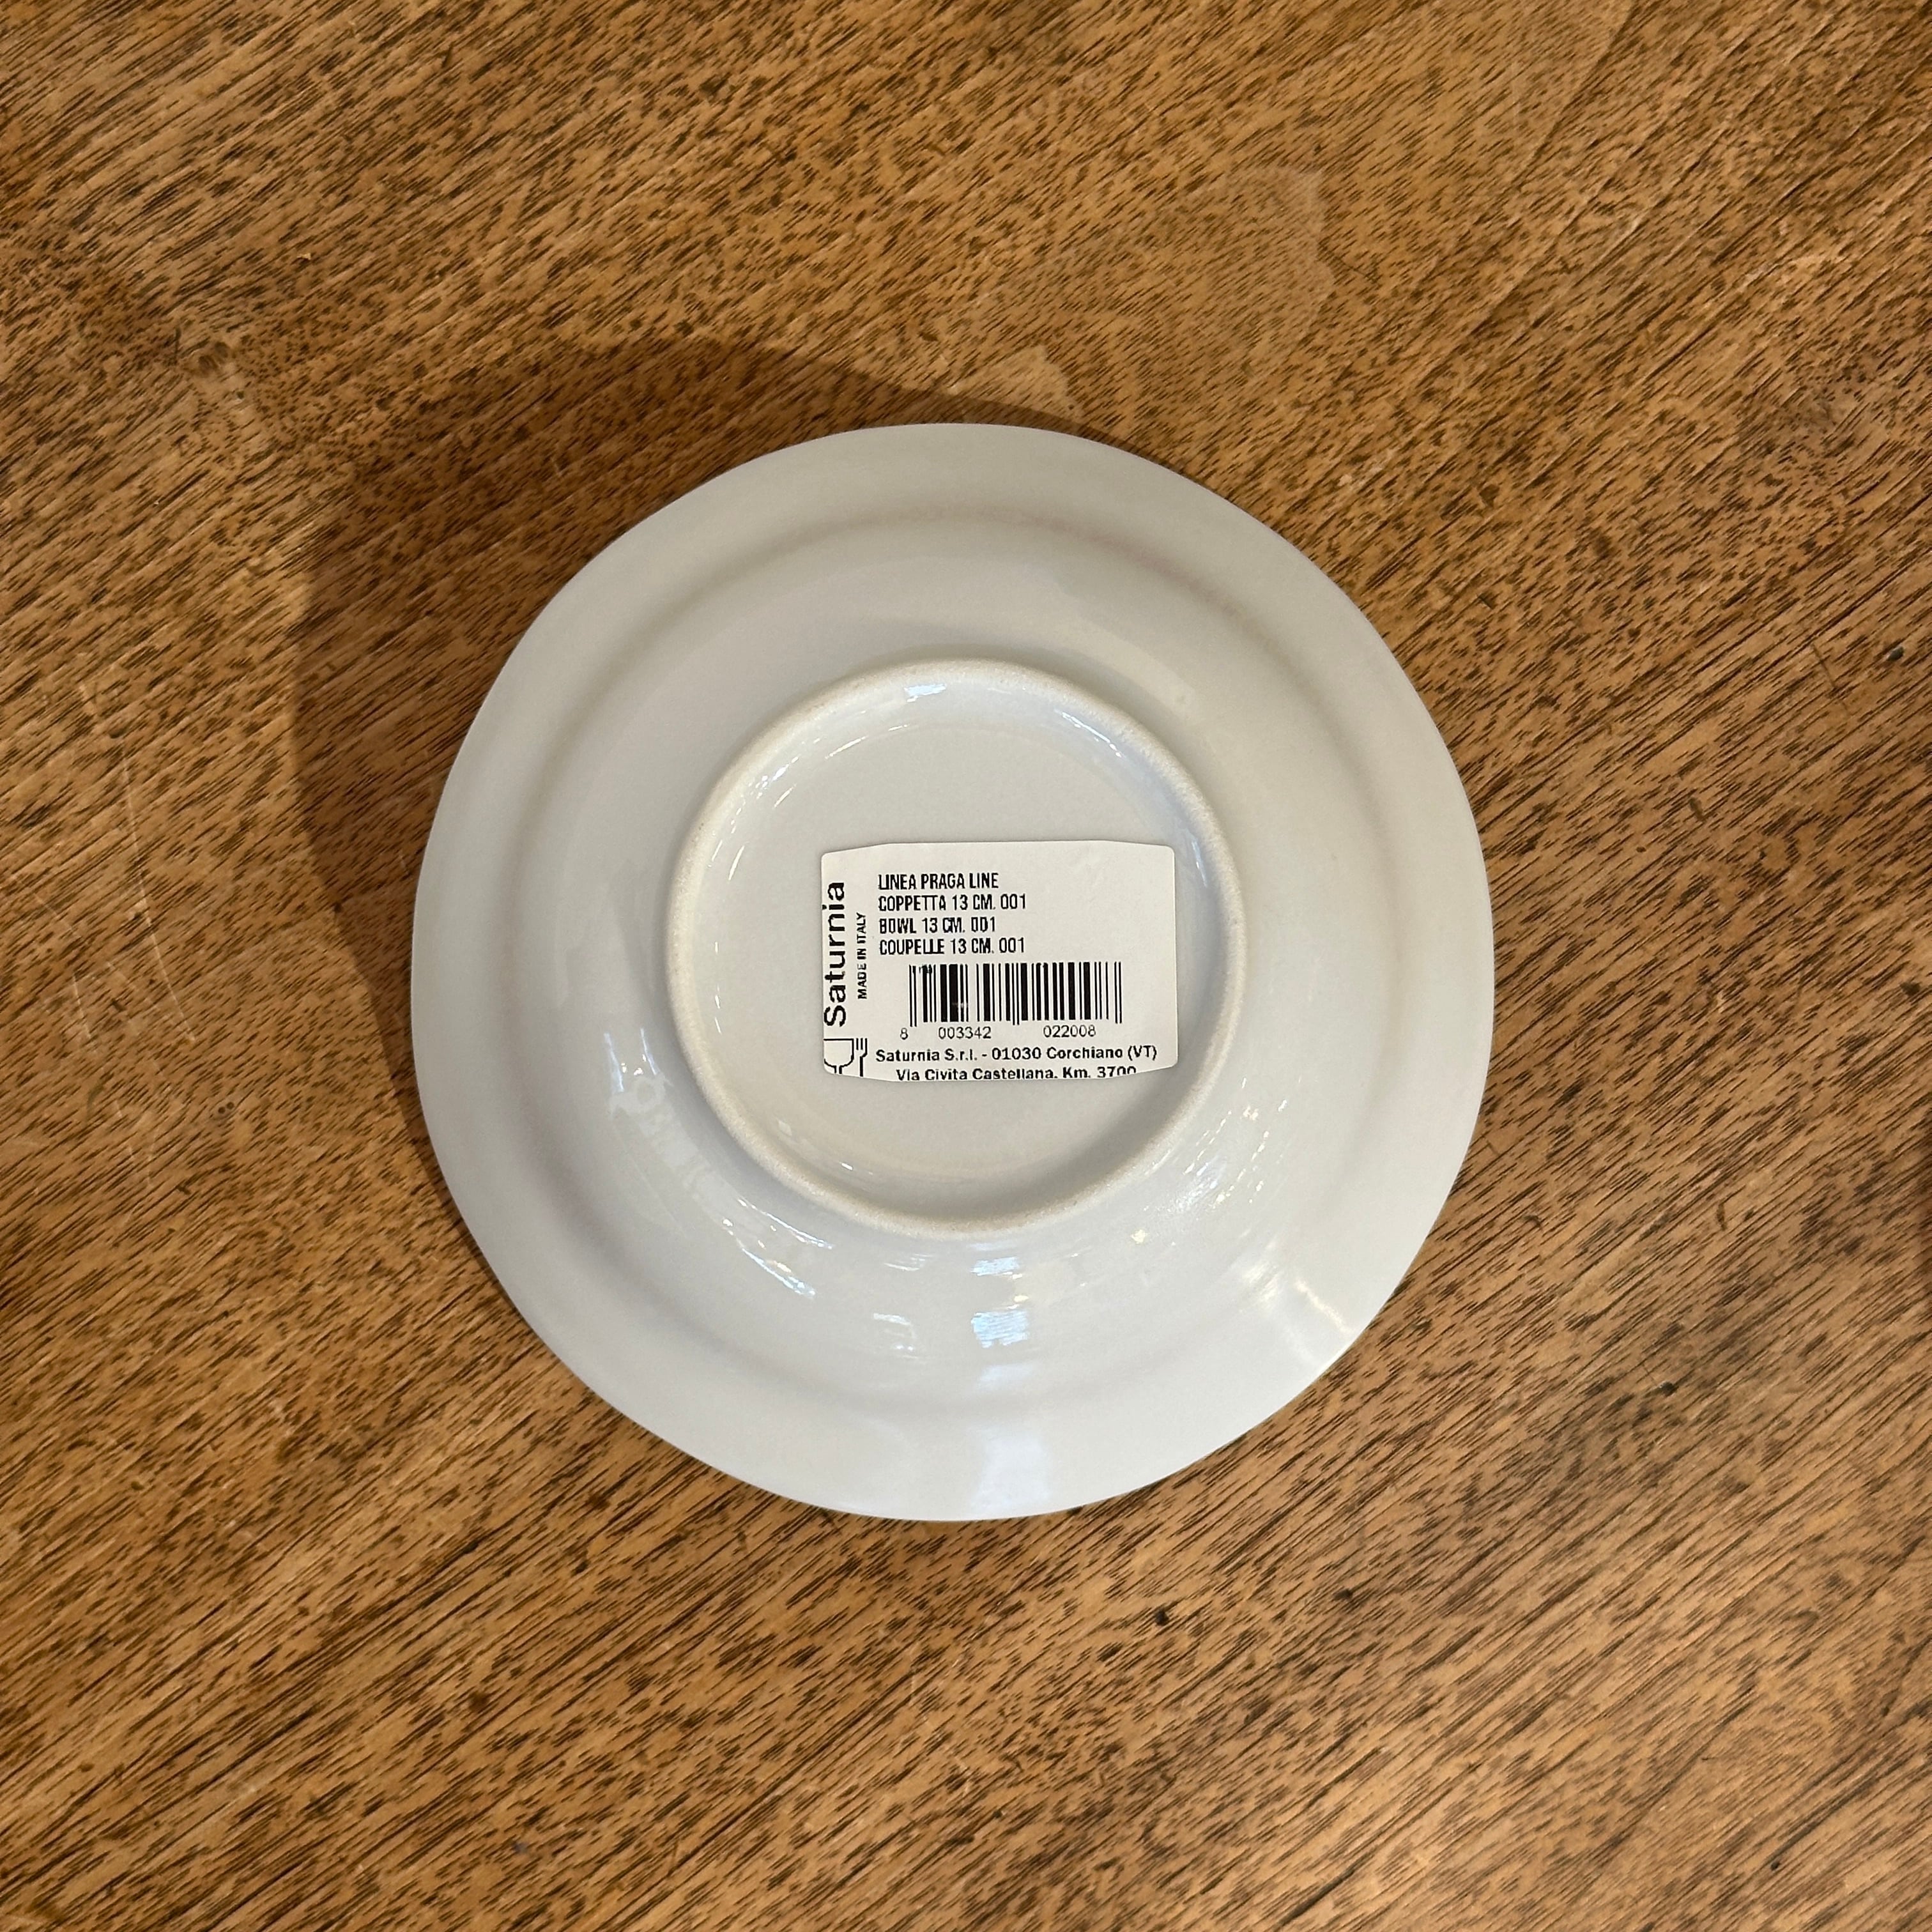 Saturnia
MADE IN ITALY
LINEA PRAGA LINE
COPPETTA 13 CM. 001
BOWL 13 CM. 001
COUPELLE 13 CM. 001
8 003342 022008
Saturnia S.r.l. - 01030 Corchiano (VT)
Via Civita Castellana. Km. 3700